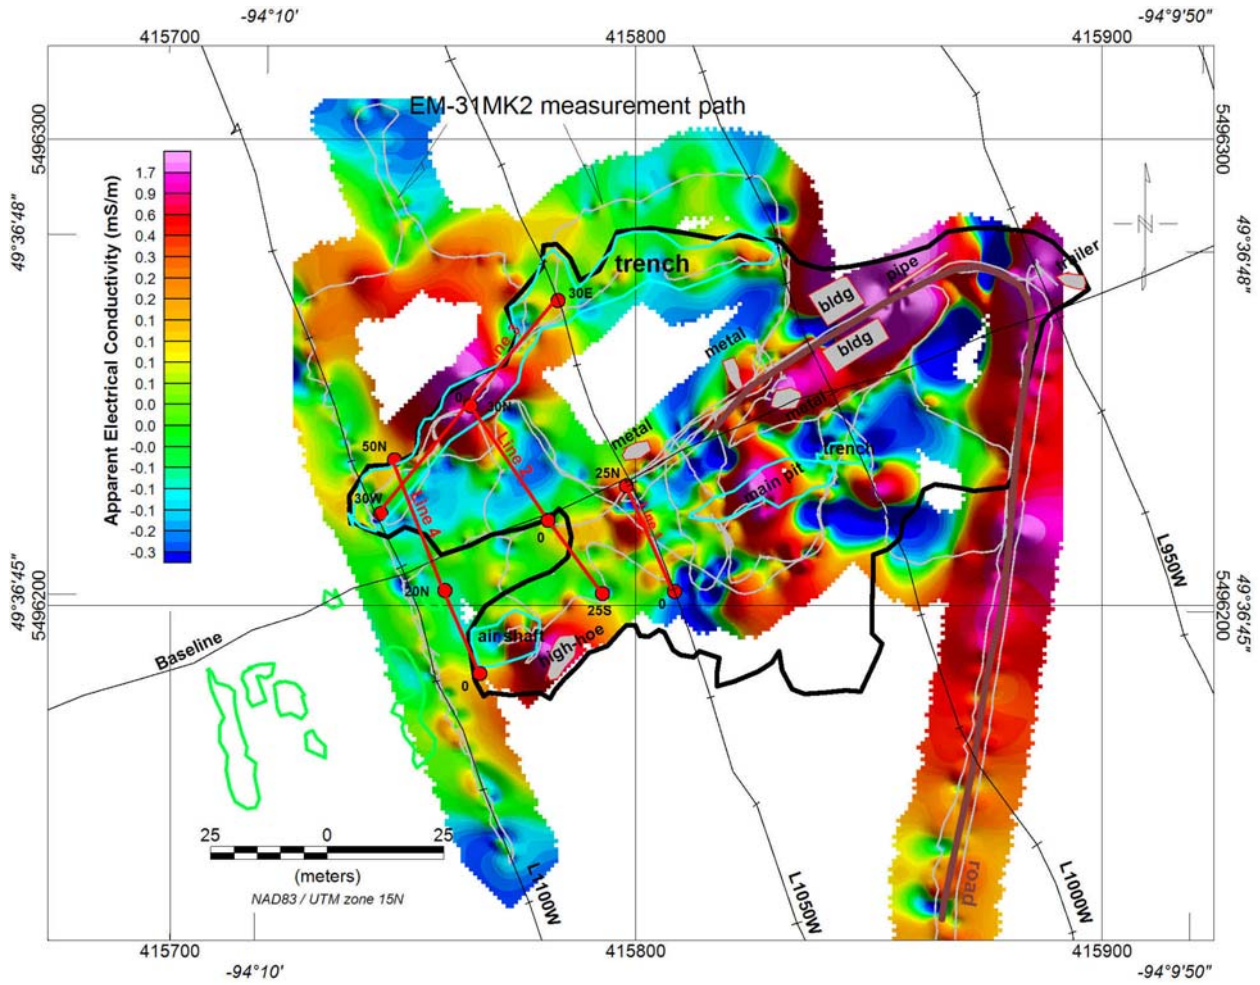 -94°10'
-94°9'50"
415700
415800
415900
EM-31MK2 measurement path
5496300
5496300
49°36'48"
49°36'48"
Apparent Electrical Conductivity (mS/m)
1.7
0.9
0.6
0.4
0.3
0.2
0.2
0.1
0.1
0.1
0.1
0.0
-0.0
-0.1
-0.1
-0.1
-0.2
-0.2
-0.3
trench
trailer
pipe
bldg
bldg
30E
Line 3
metal
0
30N
metal
metal
50N
Line 2
trench
25N
main pit
30W
Line 4
Line 1
0
L950W
49°36'45"
49°36'45"
5496200
5496200
20N
25S
0
airshaft
high-hoe
Baseline
0
25
0
25
(meters)
NAD83 / UTM zone 15N
road
L1100W
L1050W
L1000W
415700
415800
415900
-94°10'
-94°9'50"